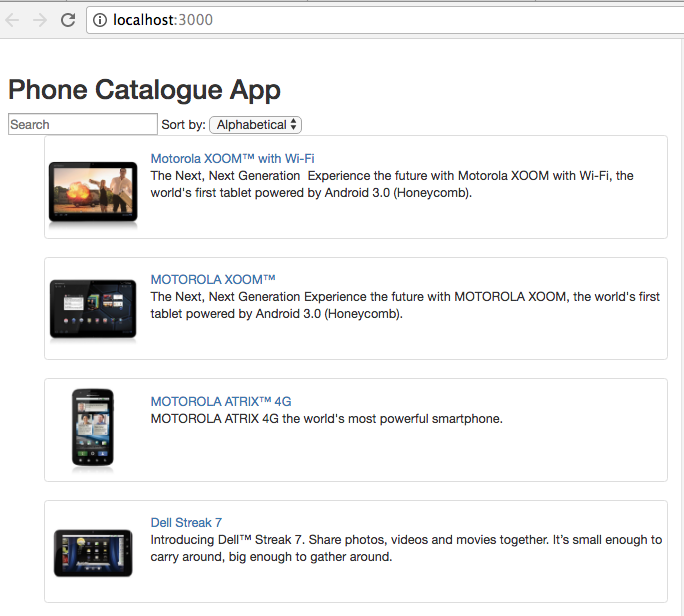 localhost:3000
Phone Catalogue App
Search Sort by: Alphabetical
Motorola XOOM™ with Wi-Fi
The Next, Next Generation  Experience the future with Motorola XOOM with Wi-Fi, the
world's first tablet powered by Android 3.0 (Honeycomb).
MOTOROLA XOOM™
The Next, Next Generation Experience the future with MOTOROLA XOOM, the world's first
tablet powered by Android 3.0 (Honeycomb).
MOTOROLA ATRIX™ 4G
MOTOROLA ATRIX 4G the world's most powerful smartphone.
Dell Streak 7
Introducing Dell™ Streak 7. Share photos, videos and movies together. It’s small enough to
carry around, big enough to gather around.